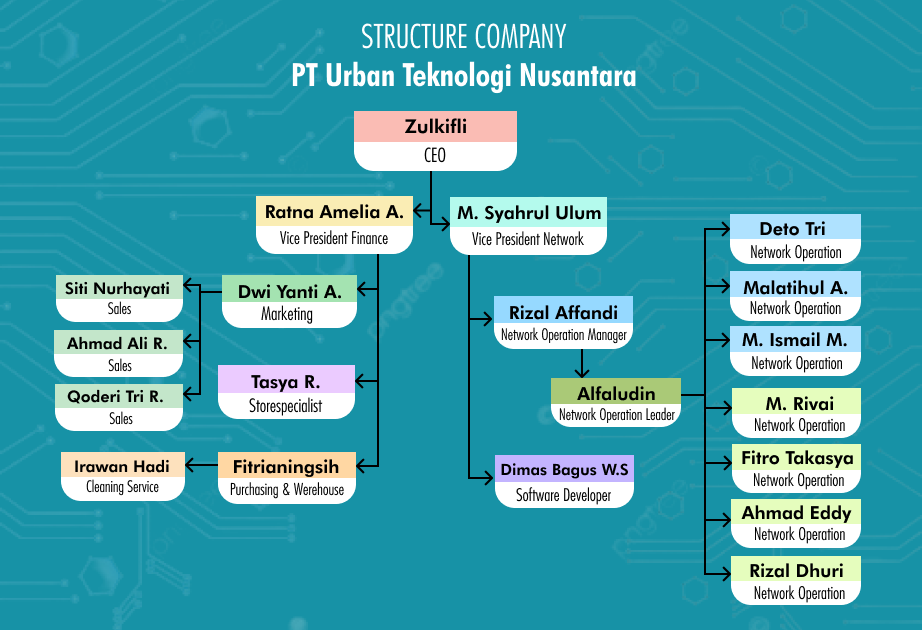 STRUCTURE COMPANY
PT Urban Teknologi Nusantara
Zulkifli
CEO
Ratna Amelia A.
Vice President Finance
M. Syahrul Ulum
Vice President Network
Siti Nurhayati
Sales
Ahmad Ali R.
Sales
Qoderi Tri R.
Sales
Dwi Yanti A.
Marketing
Tasya R.
Storespecialist
Irawan Hadi
Cleaning Service
Fitrianingsih
Purchasing & Werehouse
Rizal Affandi
Network Operation Manager
Alfaludin
Network Operation Leader
Dimas Bagus W.S
Software Developer
Deto Tri
Network Operation
Malatihul A.
Network Operation
M. Ismail M.
Network Operation
M. Rivai
Network Operation
Fitro Takasya
Network Operation
Ahmad Eddy
Network Operation
Rizal Dhuri
Network Operation